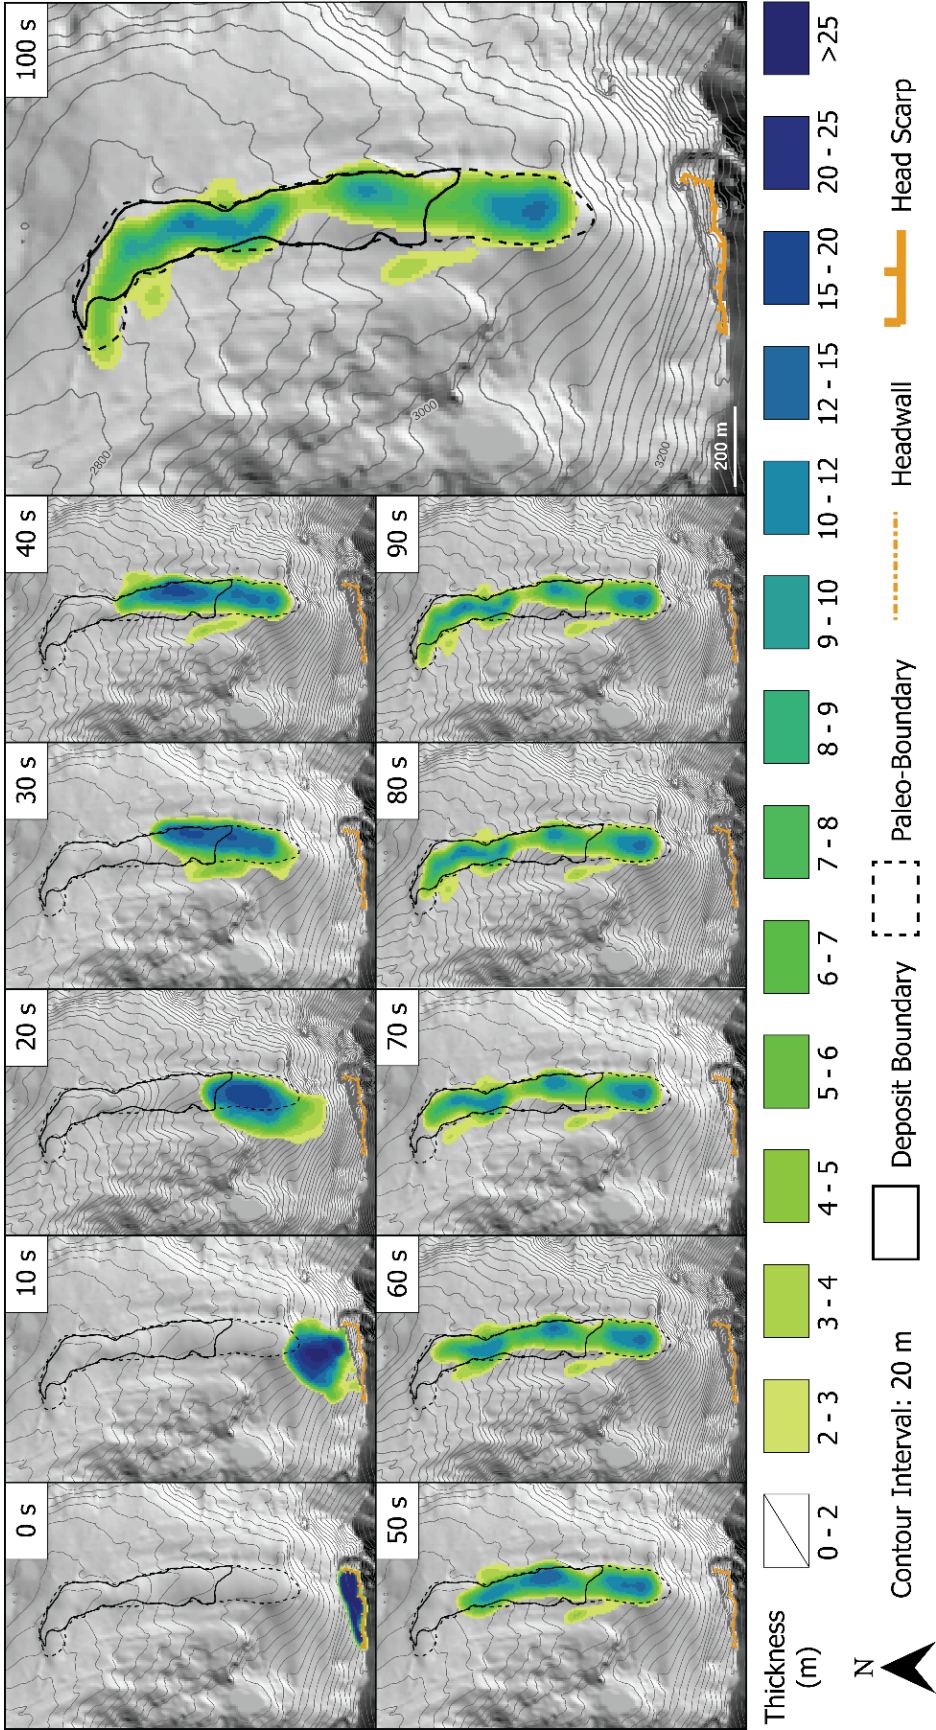 0 s
10 s
20 s
30 s
40 s
50 s
60 s
70 s
80 s
90 s
100 s
2800
3000
3200
200 m
Thickness
(m)
0 - 2
2 - 3
3 - 4
4 - 5
5 - 6
6 - 7
7 - 8
8 - 9
9 - 10
10 - 12
12 - 15
15 - 20
20 - 25
>25
N
Contour Interval: 20 m
Deposit Boundary
Paleo-Boundary
Headwall
Head Scarp